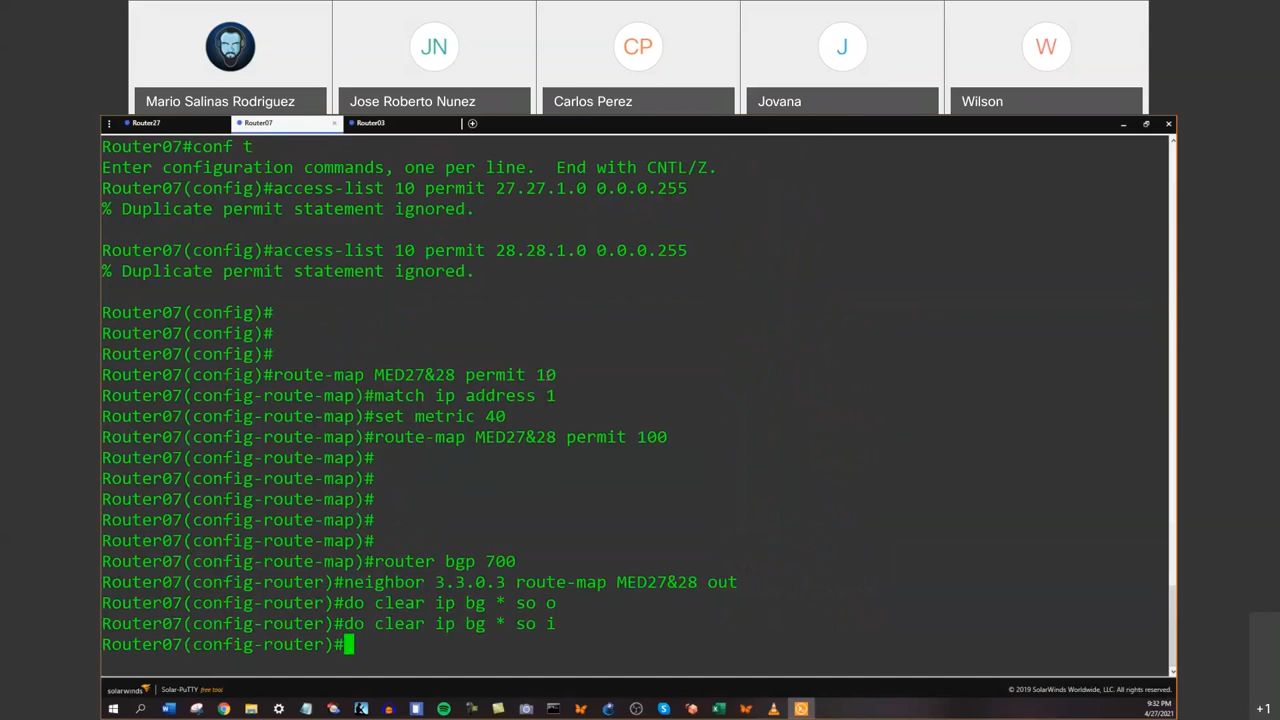 JN
CP
J
W
Mario Salinas Rodriguez
Jose Roberto Nunez
Carlos Perez
Jovana
Wilson
Router27
Router07
Router03
Router07#conf t
Enter configuration commands, one per line.  End with CNTL/Z.
Router07(config)#access-list 10 permit 27.27.1.0 0.0.0.255
% Duplicate permit statement ignored.
Router07(config)#access-list 10 permit 28.28.1.0 0.0.0.255
% Duplicate permit statement ignored.
Router07(config)#
Router07(config)#
Router07(config)#
Router07(config)#route-map MED27&28 permit 10
Router07(config-route-map)#match ip address 1
Router07(config-route-map)#set metric 40
Router07(config-route-map)#route-map MED27&28 permit 100
Router07(config-route-map)#
Router07(config-route-map)#
Router07(config-route-map)#
Router07(config-route-map)#
Router07(config-route-map)#
Router07(config-route-map)#router bgp 700
Router07(config-router)#neighbor 3.3.0.3 route-map MED27&28 out
Router07(config-router)#do clear ip bg * so o
Router07(config-router)#do clear ip bg * so i
Router07(config-router)#
solarwinds
Solar-PuTTY free tool
© 2019 SolarWinds Worldwide, LLC. All rights reserved.
9:32 PM
4/27/2021
+1